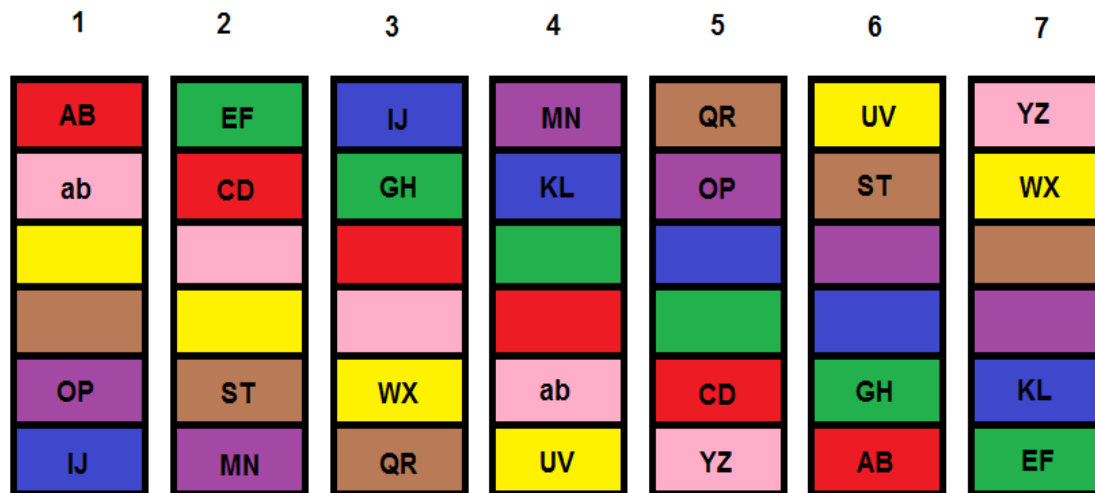 1 2 3 4 5 6 7
AB EF IJ MN QR UV YZ
ab CD GH KL OP ST WX
OP ST WX ab CD GH KL
IJ MN QR UV YZ AB EF